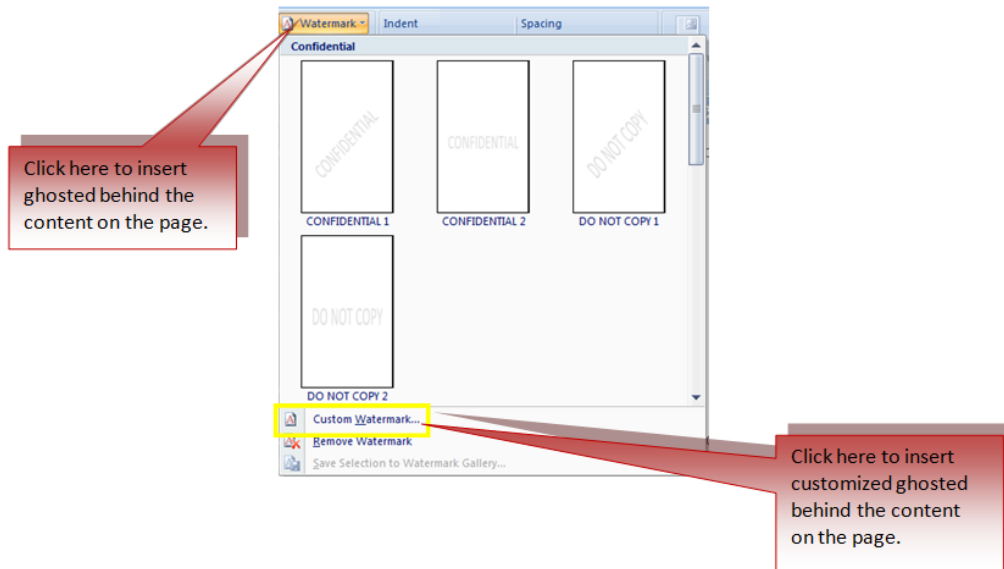 Watermark Indent Spacing
Confidential
CONFIDENTIAL CONFIDENTIAL DO NOT COPY
CONFIDENTIAL 1 CONFIDENTIAL 2 DO NOT COPY 1
Click here to insert
ghosted behind the
content on the page.
DO NOT COPY
DO NOT COPY 2
Custom Watermark...
Remove Watermark
Save Selection to Watermark Gallery...
Click here to insert
customized ghosted
behind the content
on the page.